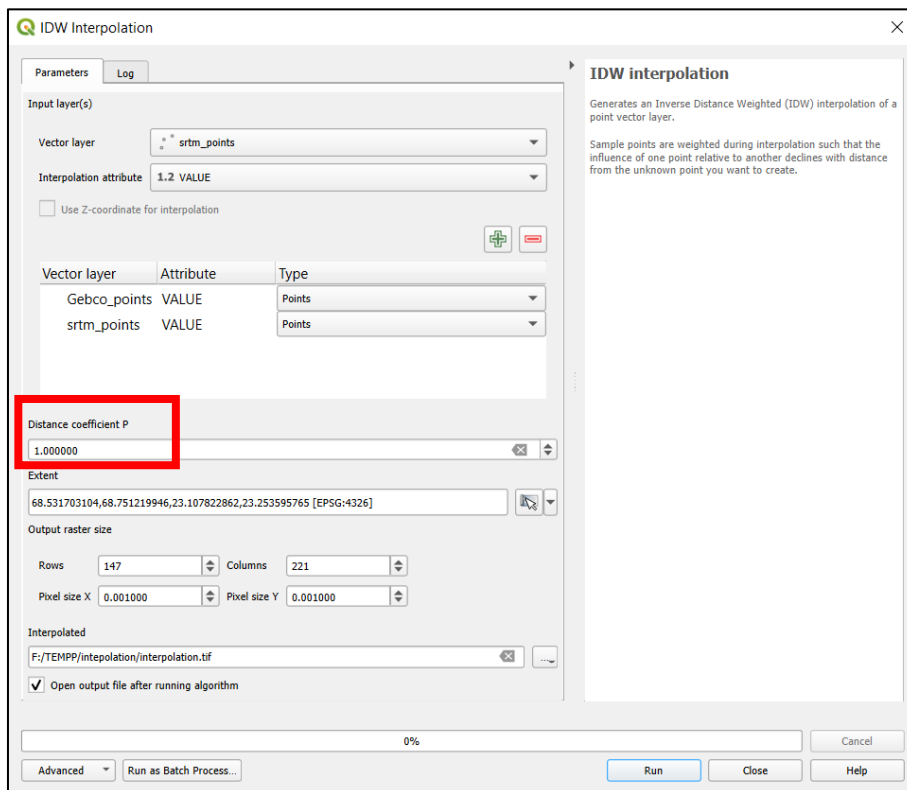 IDW Interpolation
Parameters Log
Input layer(s)
Vector layer srtm_points
Interpolation attribute 1.2 VALUE
Use Z-coordinate for interpolation
Vector layer Attribute Type
Gebco_points VALUE Points
srtm_points VALUE Points
Distance coefficient P
1.000000
Extent
68.531703104,68.751219946,23.107822862,23.253595765 [EPSG:4326]
Output raster size
Rows 147 Columns 221
Pixel size X 0.001000 Pixel size Y 0.001000
Interpolated
F:/TEMPP/intepolation/interpolation.tif
...
Open output file after running algorithm
IDW interpolation
Generates an Inverse Distance Weighted (IDW) interpolation of a
point vector layer.
Sample points are weighted during interpolation such that the
influence of one point relative to another declines with distance
from the unknown point you want to create.
0%
Cancel
Advanced Run as Batch Process... Run Close Help